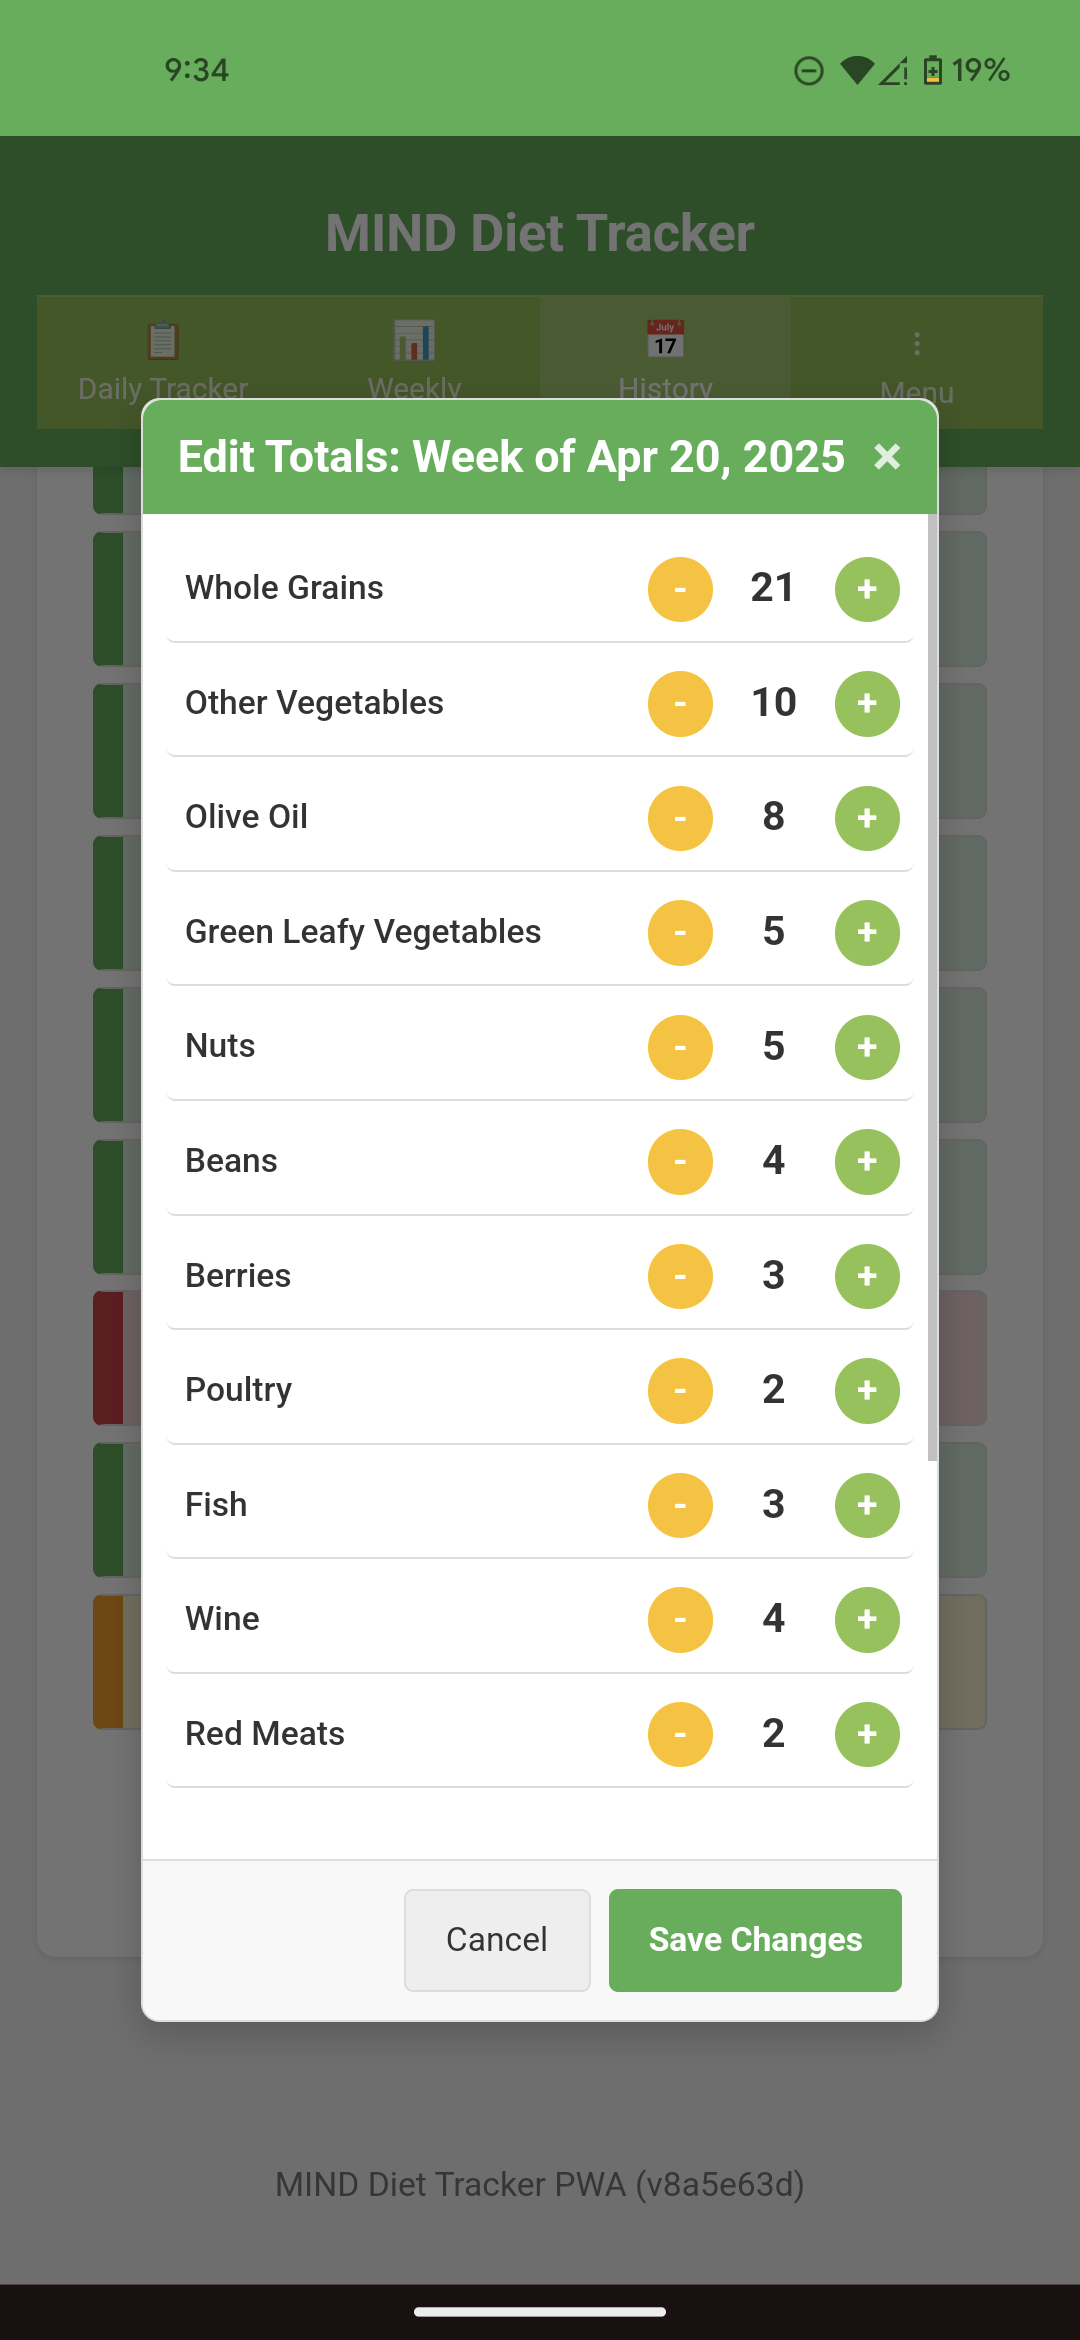 9:34
19%
MIND Diet Tracker
July
17
Daily Tracker
Weekly
History
Menu
Edit Totals: Week of Apr 20, 2025 ×
Whole Grains - 21 +
Other Vegetables - 10 +
Olive Oil - 8 +
Green Leafy Vegetables - 5 +
Nuts - 5 +
Beans - 4 +
Berries - 3 +
Poultry - 2 +
Fish - 3 +
Wine - 4 +
Red Meats - 2 +
Cancel
Save Changes
MIND Diet Tracker PWA (v8a5e63d)